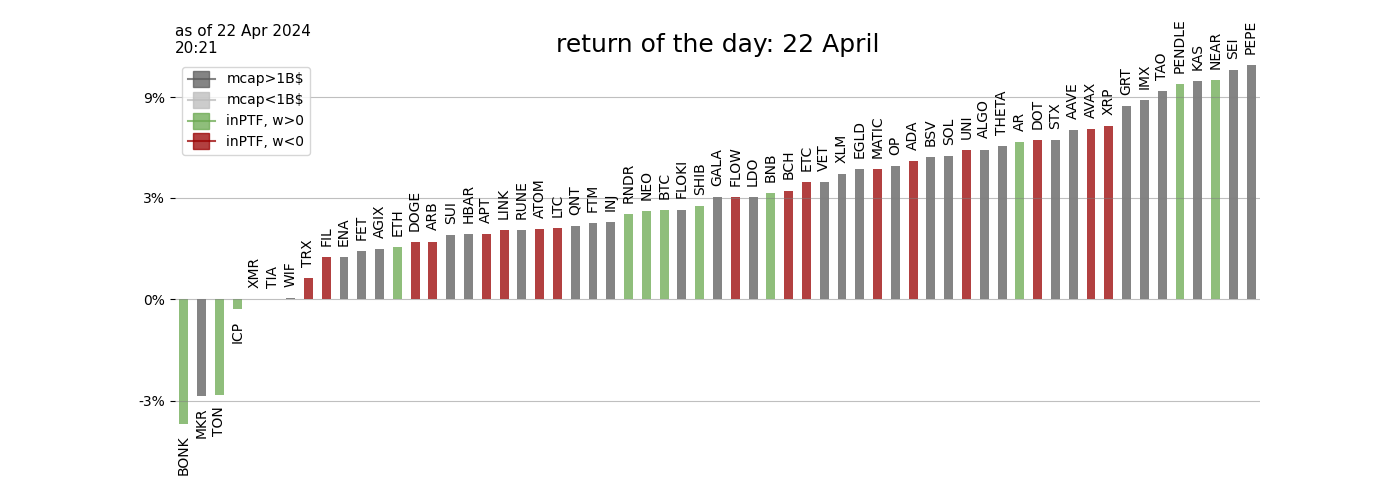 as of 22 Apr 2024
20:21
return of the day: 22 April
mcap>1B$
mcap<1B$
inPTF, w>0
inPTF, w<0
9%
3%
0%
-3%
BONK
MKR
TON
ICP
XMR
TIA
WIF
TRX
FIL
ENA
FET
AGIX
ETH
DOGE
ARB
SUI
HBAR
APT
LINK
RUNE
ATOM
LTC
QNT
FTM
INJ
RNDR
NEO
BTC
FLOKI
SHIB
GALA
FLOW
LDO
BNB
BCH
ETC
VET
XLM
EGLD
MATIC
OP
ADA
BSV
SOL
UNI
ALGO
THETA
AR
DOT
STX
AAVE
AVAX
XRP
GRT
IMX
TAO
PENDLE
KAS
NEAR
SEI
PEPE